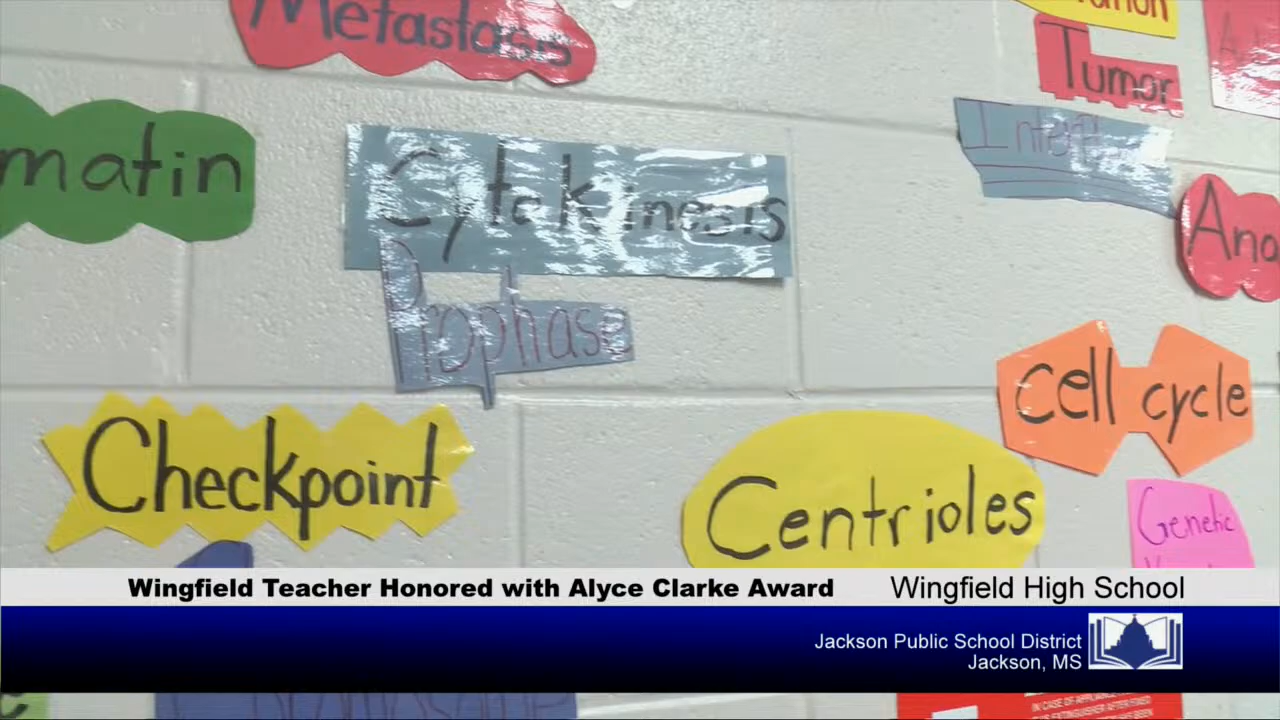 Metastasis
Tumor
matin
Cytokinesis
Ana
Prophase
Cell cycle
Checkpoint
Centrioles
Genetic
Wingfield Teacher Honored with Alyce Clarke Award
Wingfield High School
Jackson Public School District
Jackson, MS